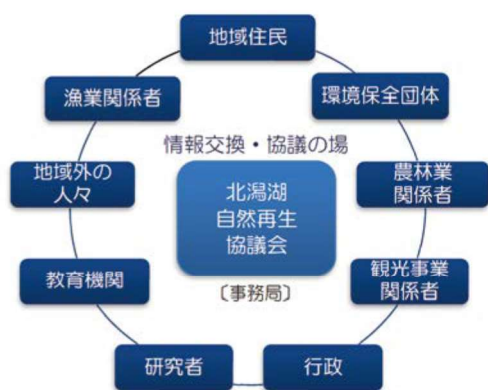 地域住民
漁業関係者
環境保全団体
情報交換・協議の場
地域外の
人々
北潟湖
自然再生
協議会
農林業
関係者
教育機関
〔事務局〕
観光事業
関係者
研究者
行政